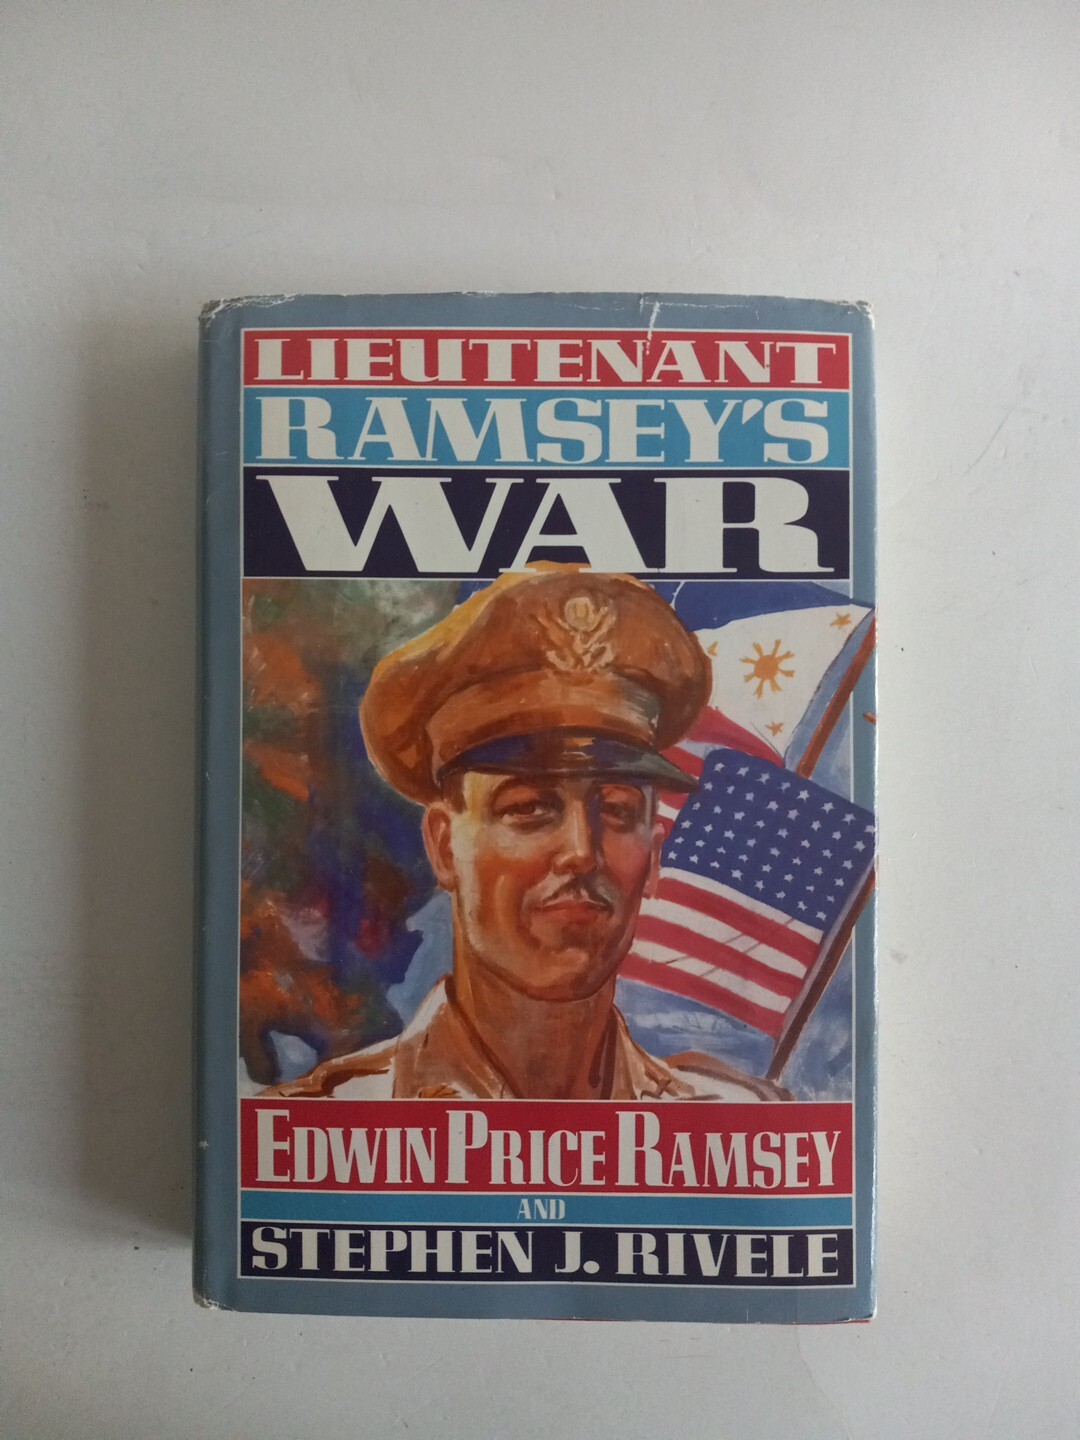 LIEUTENANT
RAMSEY'S
WAR
EDWIN PRICE RAMSEY
AND
STEPHEN J. RIVELE